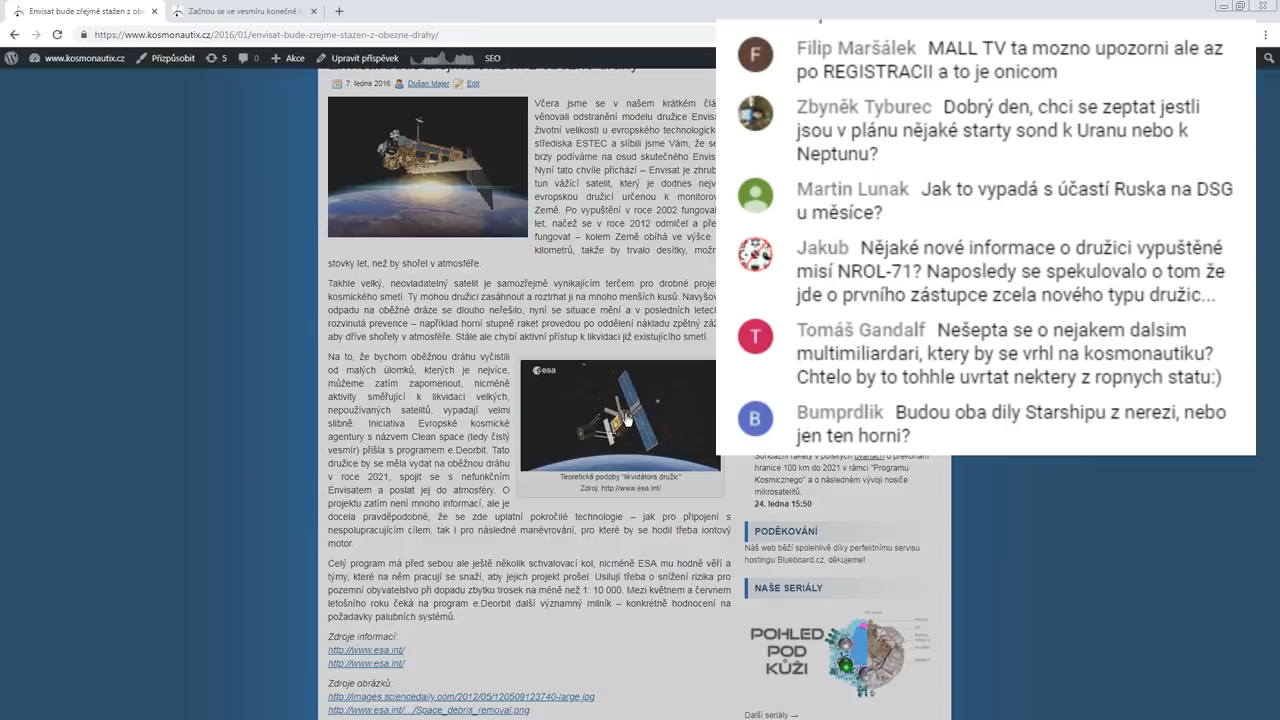 Envisat bude zřejmě stažen z ob
Začnou se ve vesmíru konečně v
https://www.kosmonautix.cz/2016/01/envisat-bude-zrejme-stazen-z-obezne-drahy/
www.kosmonautix.cz
Přizpůsobit
5
0
Akce
Upravit příspěvek
SEO
7. ledna 2016
Dušan Majer
Edit
Včera jsme se v našem krátkém člá
věnovali odstranění modelu družice Envisa
životní velikosti u evropského technologick
střediska ESTEC a slíbili jsme Vám, že se
brzy podíváme na osud skutečného Envis
Nyní tato chvíle přichází – Envisat je zhrub
tun vážící satelit, který je dodnes nejv
evropskou družicí určenou k monitorov
Země. Po vypuštění v roce 2002 fungoval
let, načež se v roce 2012 odmlčel a pře
fungovat – kolem Země obíhá ve výšce
kilometrů, takže by trvalo desítky, možn
stovky let, než by shořel v atmosféře.
Takhle velký, neovladatelný satelit je samozřejmě vynikajícím terčem pro drobné proje
kosmického smetí. Ty mohou družici zasáhnout a roztrhat ji na mnoho menších kusů. Navyšov
odpadu na oběžné dráze se dlouho neřešilo, nyní se situace mění a v posledních letech
rozvinutá prevence – například horní stupně raket provedou po oddělení nákladu zpětný záž
aby dříve shořely v atmosféře. Stále ale chybí aktivní přístup k likvidaci již existujícího smetí.
Na to, že bychom oběžnou dráhu vyčistili
od malých úlomků, kterých je nejvíce,
můžeme zatím zapomenout, nicméně
aktivity směřující k likvidaci velkých,
nepoužívaných satelitů, vypadají velmi
slibně. Iniciativa Evropské kosmické
agentury s názvem Clean space (tedy čistý
vesmír) přišla s programem e.Deorbit. Tato
družice by se měla vydat na oběžnou dráhu
v roce 2021, spojit se s nefunkčním
Envisatem a poslat jej do atmosféry. O
projektu zatím není mnoho informací, ale je
docela pravděpodobné, že se zde uplatní pokročilé technologie – jak pro připojení s
nespolupracujícím cílem, tak i pro následné manévrování, pro které by se hodil třeba iontový
motor.
esa
Teoretická podoby "likvidátora družic"
Zdroj: http://www.esa.int/
Celý program má před sebou ale ještě několik schvalovací kol, nicméně ESA mu hodně věří a
týmy, které na něm pracují se snaží, aby jejich projekt prošel. Usilují třeba o snížení rizika pro
pozemní obyvatelstvo při dopadu zbytku trosek na méně než 1: 10 000. Mezi květnem a červnem
letošního roku čeká na program e.Deorbit další významný milník – konkrétně hodnocení na
požadavky palubních systémů.
Zdroje informací:
http://www.esa.int/
http://www.esa.int/
Zdroje obrázků:
http://images.sciencedaily.com/2012/05/120509123740-large.jpg
http://www.esa.int/.../Space_debris_removal.png
F
Filip Maršálek MALL TV ta mozno upozorni ale az
po REGISTRACII a to je onicom
Zbyněk Tyburec Dobrý den, chci se zeptat jestli
jsou v plánu nějaké starty sond k Uranu nebo k
Neptunu?
Martin Lunak Jak to vypadá s účastí Ruska na DSG
u měsíce?
Jakub Nějaké nové informace o družici vypuštěné
misí NROL-71? Naposledy se spekulovalo o tom že
jde o prvního zástupce zcela nového typu družic...
T
Tomáš Gandalf Nešepta se o nejakem dalsim
multimiliardari, ktery by se vrhl na kosmonautiku?
Chtelo by to tohhle uvrtat nektery z ropnych statu:)
B
Bumprdlik Budou oba dily Starshipu z nerezi, nebo
jen ten horni?
Sondážní rakety v polských úvahách o překonání
hranice 100 km do 2021 v rámci "Programu
Kosmicznego" a o následném vývoji nosiče
mikrosatelitů.
24. ledna 15:50
PODĚKOVÁNÍ
Náš web běží spolehlivě díky perfektnímu servisu
hostingu Blueboard.cz, děkujeme!
NAŠE SERIÁLY
POHLED
POD
KŮŽI
Další seriály →